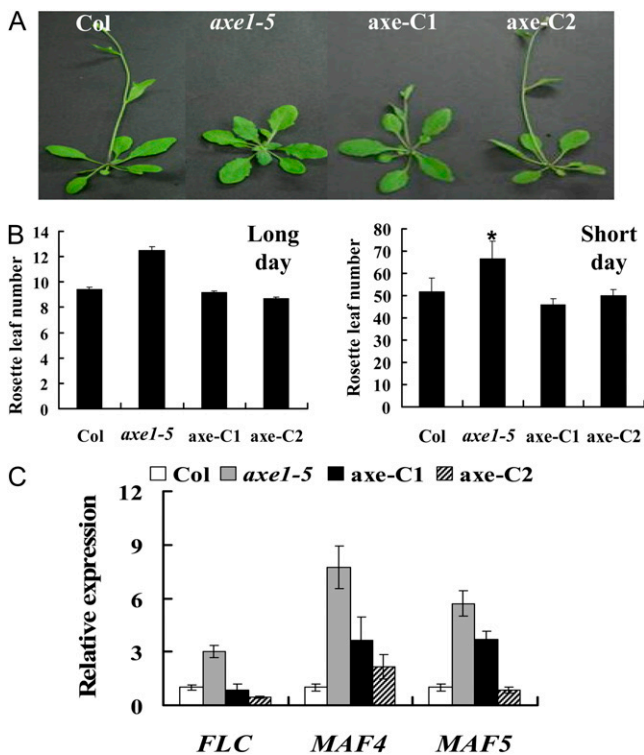 A
Col axe1-5 axe-C1 axe-C2
B
Long day
Rosette leaf number
14
12
10
8
6
4
2
0
Col axe1-5 axe-C1 axe-C2
Short day
*
Rosette leaf number
80
70
60
50
40
30
20
10
0
Col axe1-5 axe-C1 axe-C2
C
Col axe1-5 axe-C1 axe-C2
Relative expression
12
9
6
3
0
FLC MAF4 MAF5